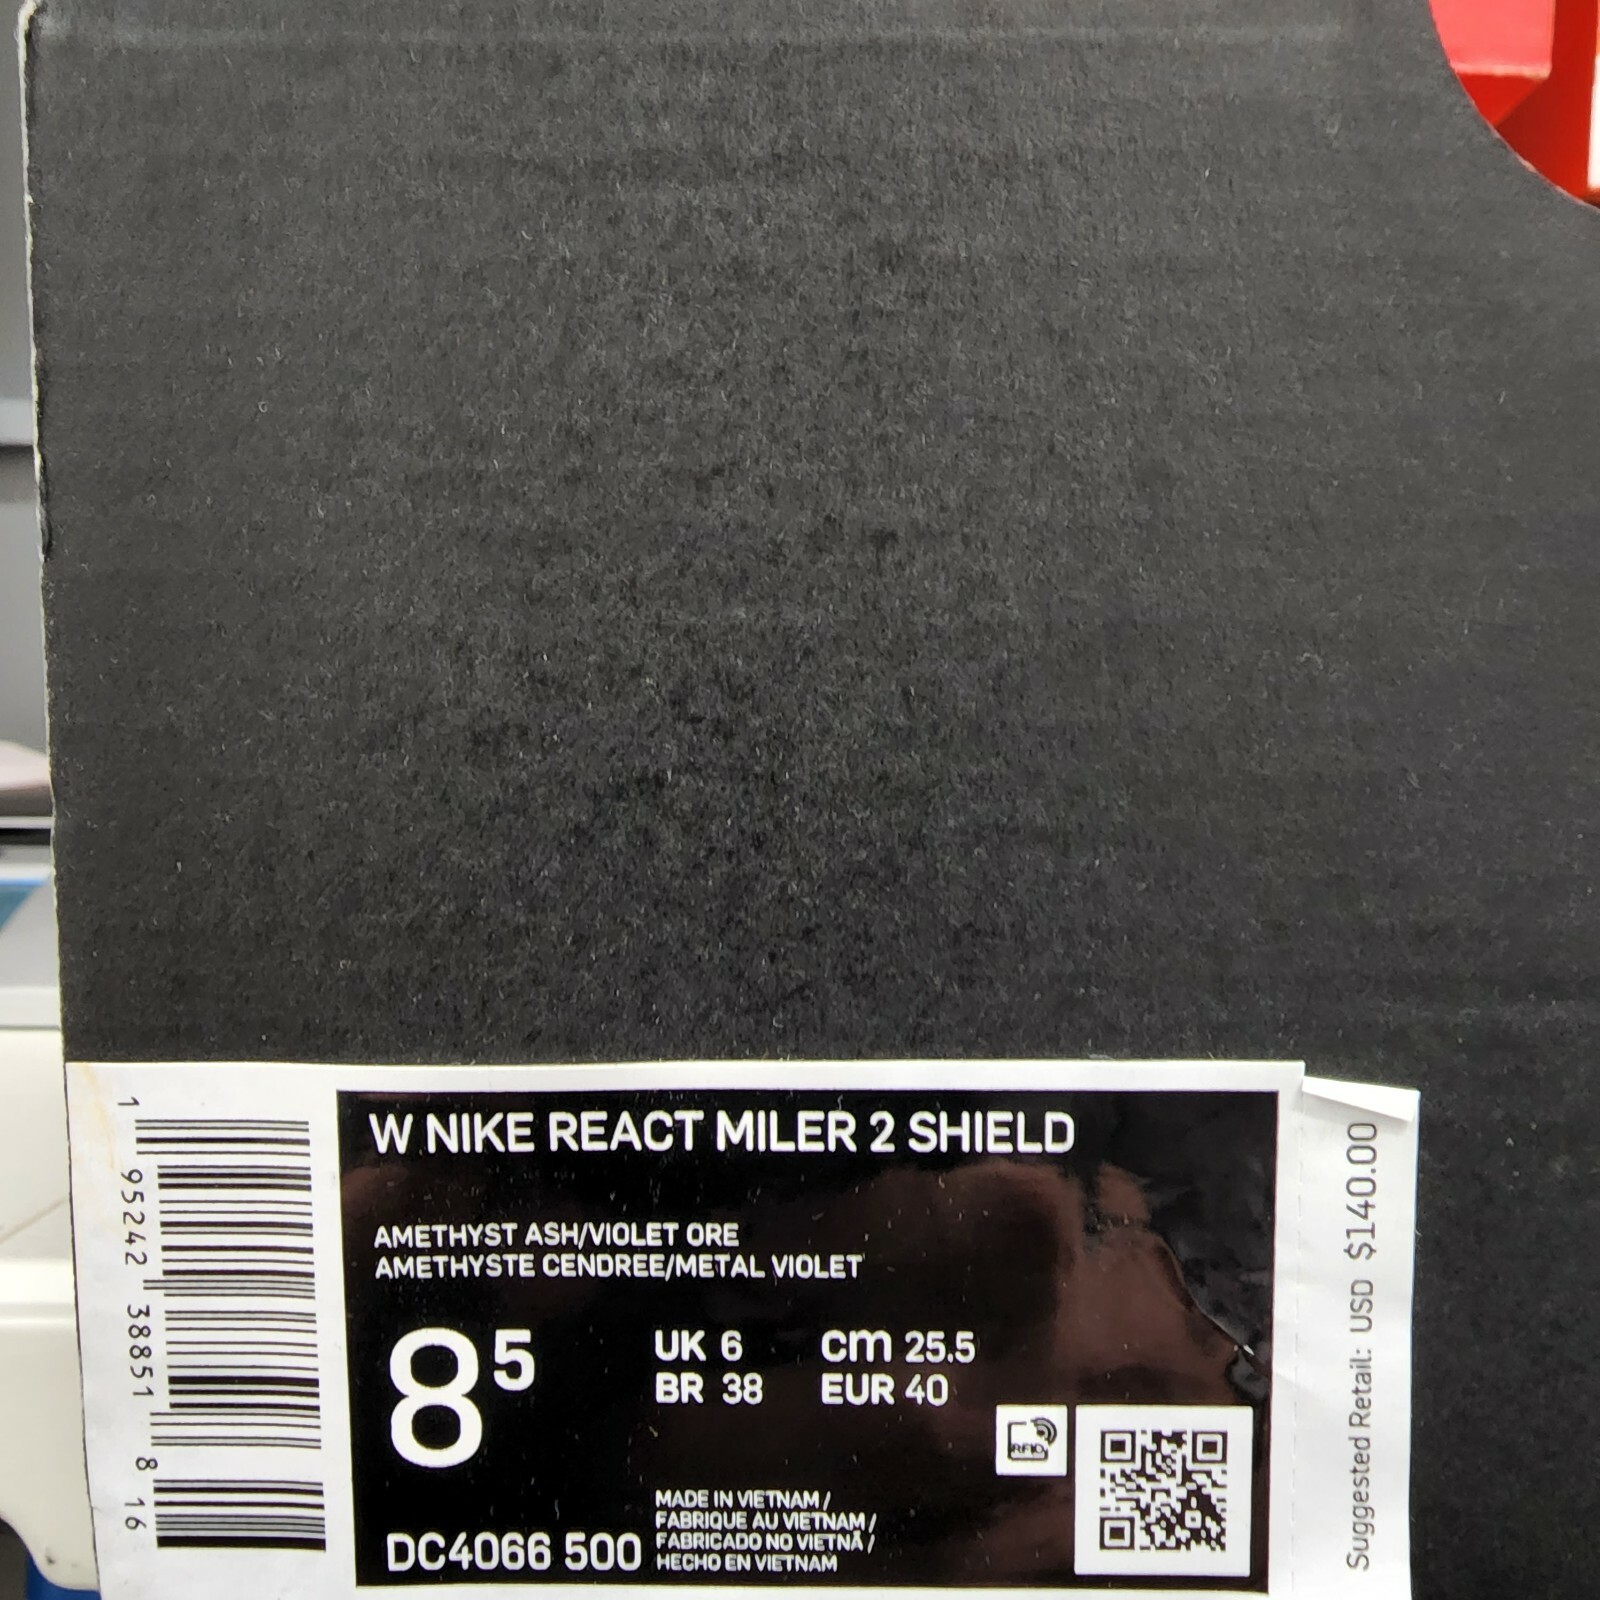 W NIKE REACT MILER 2 SHIELD
AMETHYST ASH/VIOLET ORE
AMETHYSTE CENDREE/METAL VIOLET
8⁵
UK 6
BR 38
cm 25.5
EUR 40
RFID
DC4066 500
MADE IN VIETNAM /
FABRIQUE AU VIETNAM /
FABRICADO NO VIETNÃ /
HECHO EN VIETNAM
1 95242 38851 8 16
Suggested Retail: USD $140.00